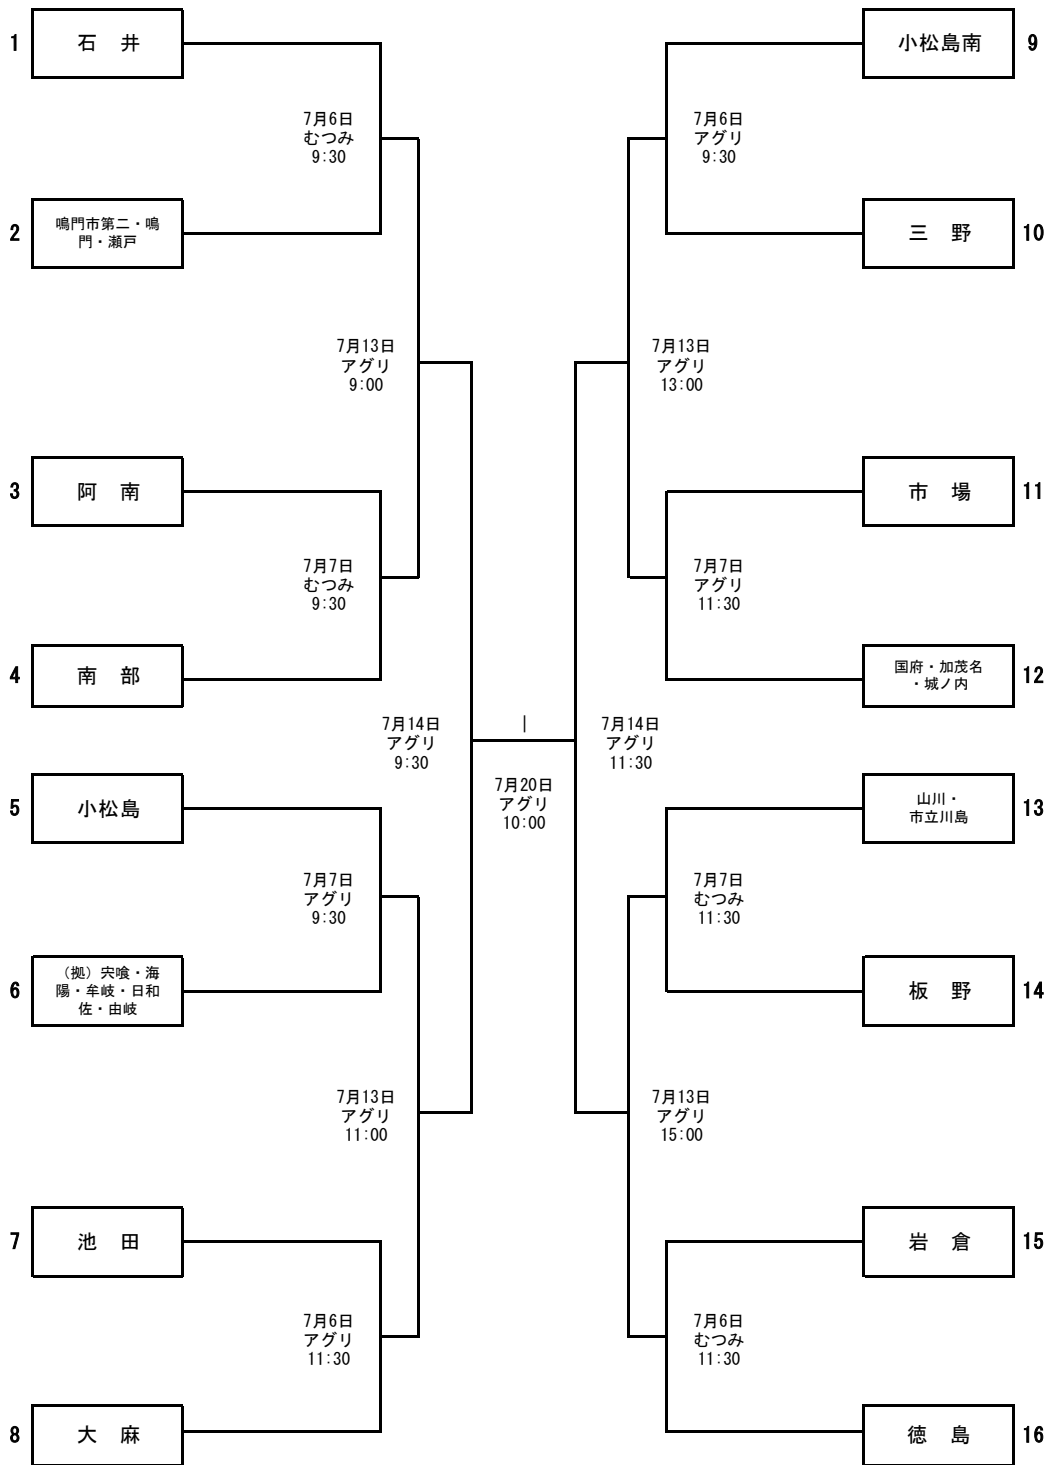 1
石　井
小松島南
9
7月6日
むつみ
9:30
7月6日
アグリ
9:30
2
鳴門市第二・鳴
門・瀬戸
三　野
10
7月13日
アグリ
9:00
7月13日
アグリ
13:00
3
阿　南
市　場
11
7月7日
むつみ
9:30
7月7日
アグリ
11:30
4
南　部
国府・加茂名
・城ノ内
12
7月14日
アグリ
9:30
|
7月14日
アグリ
11:30
7月20日
アグリ
10:00
5
小松島
山川・
市立川島
13
7月7日
アグリ
9:30
7月7日
むつみ
11:30
6
（拠）宍喰・海
陽・牟岐・日和
佐・由岐
板　野
14
7月13日
アグリ
11:00
7月13日
アグリ
15:00
7
池　田
岩　倉
15
7月6日
アグリ
11:30
7月6日
むつみ
11:30
8
大　麻
徳　島
16